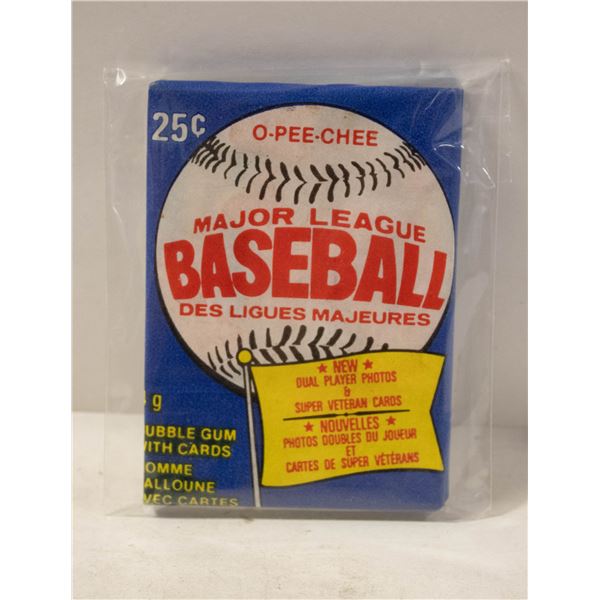 25¢
O-PEE-CHEE
MAJOR LEAGUE
BASEBALL
DES LIGUES MAJEURES
★ NEW ★
DUAL PLAYER PHOTOS
&
SUPER VETERAN CARDS
★ NOUVELLES ★
PHOTOS DOUBLES DU JOUEUR
ET
CARTES DE SUPER VÉTÉRANS
g
UBBLE GUM
WITH CARDS
OMME
ALLOUNE
VEC CARTES